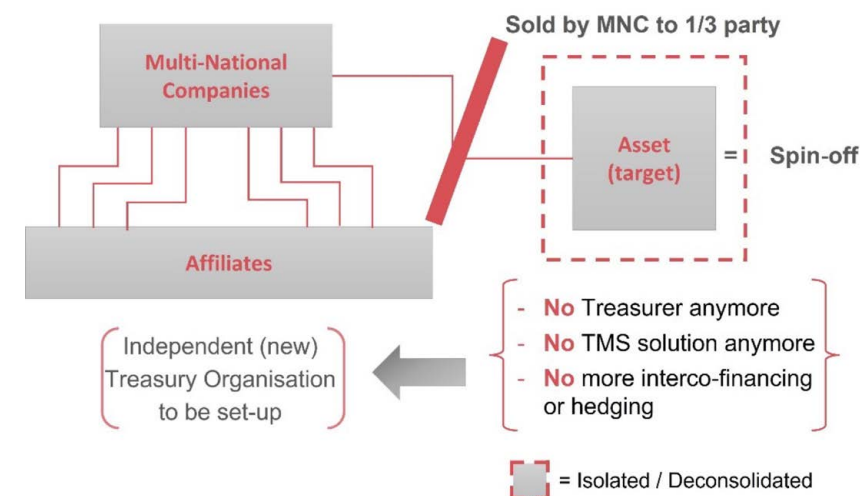 Sold by MNC to 1/3 party
Multi-National
Companies
Asset
(target)
= Spin-off
Affiliates
- No Treasurer anymore
- No TMS solution anymore
- No more interco-financing
or hedging
Independent (new)
Treasury Organisation
to be set-up
= Isolated / Deconsolidated